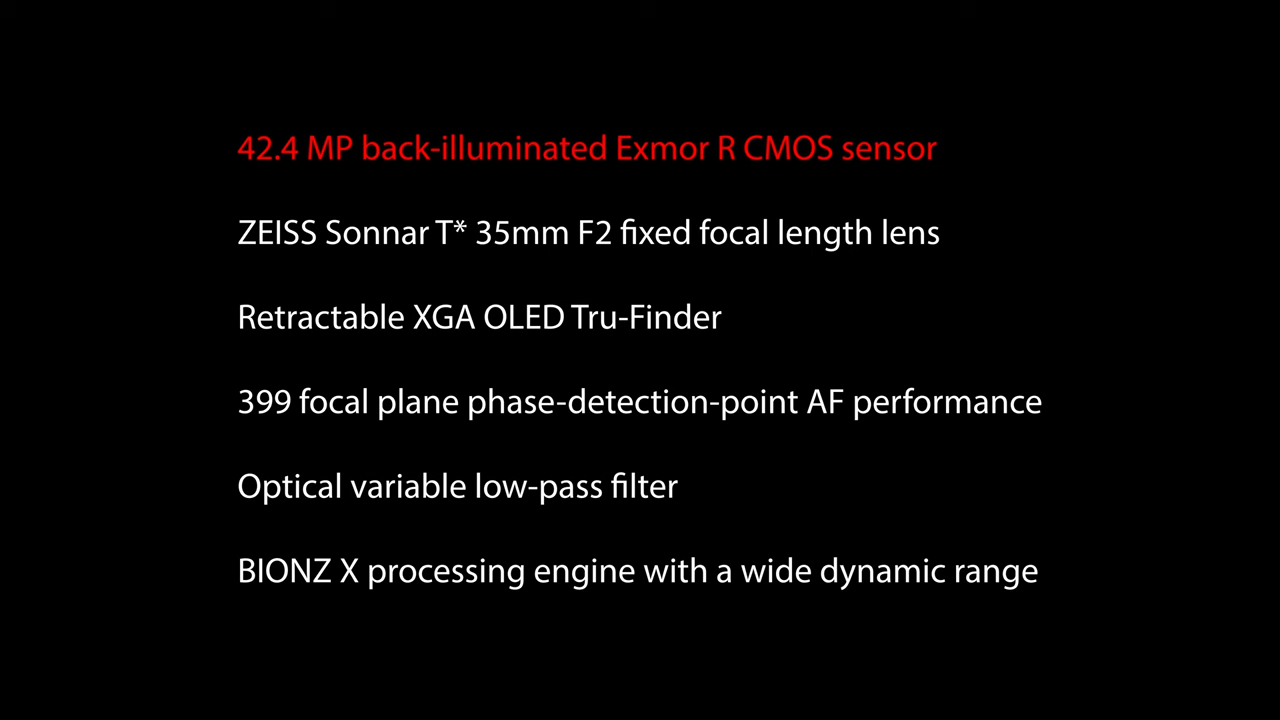 42.4 MP back-illuminated Exmor R CMOS sensor
ZEISS Sonnar T* 35mm F2 fixed focal length lens
Retractable XGA OLED Tru-Finder
399 focal plane phase-detection-point AF performance
Optical variable low-pass filter
BIONZ X processing engine with a wide dynamic range